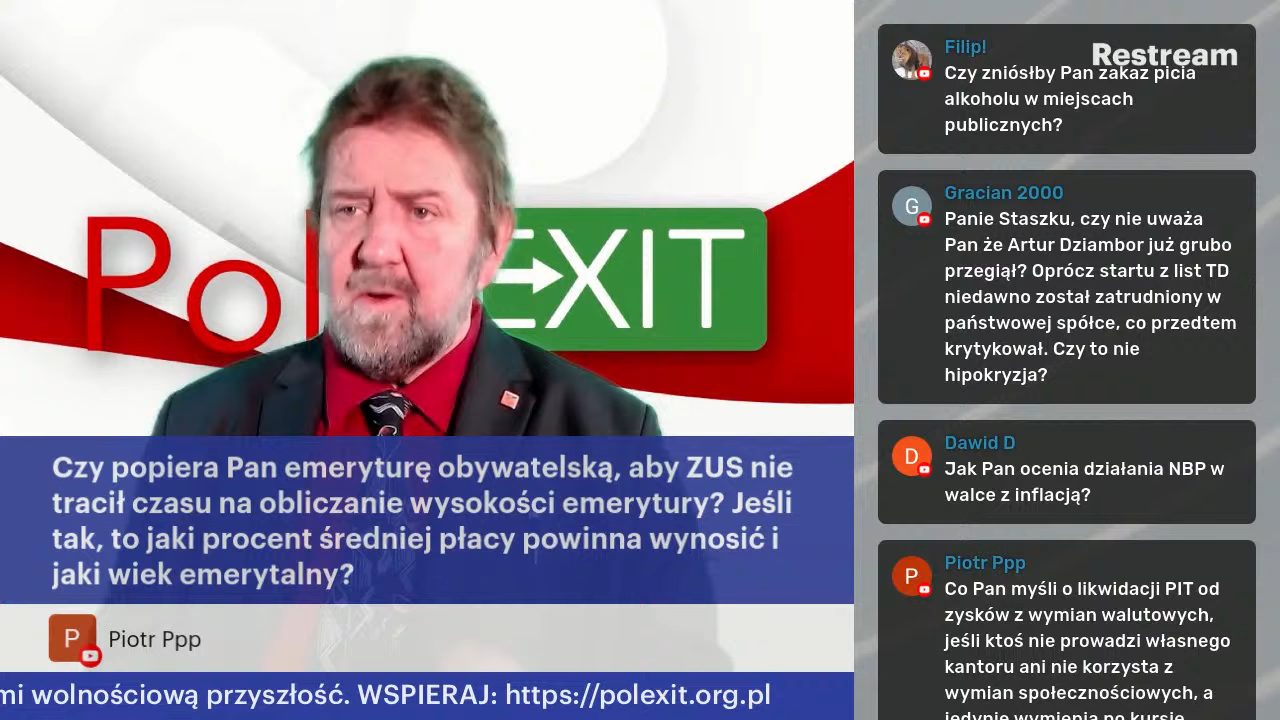 PolEXIT
Czy popiera Pan emeryturę obywatelską, aby ZUS nie
tracił czasu na obliczanie wysokości emerytury? Jeśli
tak, to jaki procent średniej płacy powinna wynosić i
jaki wiek emerytalny?
P
Piotr Ppp
mi wolnościową przyszłość. WSPIERAJ: https://polexit.org.pl
Restream
Filip!
Czy zniósłby Pan zakaz picia
alkoholu w miejscach
publicznych?
G
Gracian 2000
Panie Staszku, czy nie uważa
Pan że Artur Dziambor już grubo
przegiął? Oprócz startu z list TD
niedawno został zatrudniony w
państwowej spółce, co przedtem
krytykował. Czy to nie
hipokryzja?
D
Dawid D
Jak Pan ocenia działania NBP w
walce z inflacją?
P
Piotr Ppp
Co Pan myśli o likwidacji PIT od
zysków z wymian walutowych,
jeśli ktoś nie prowadzi własnego
kantoru ani nie korzysta z
wymian społecznościowych, a
jedynie wymienia po kursie